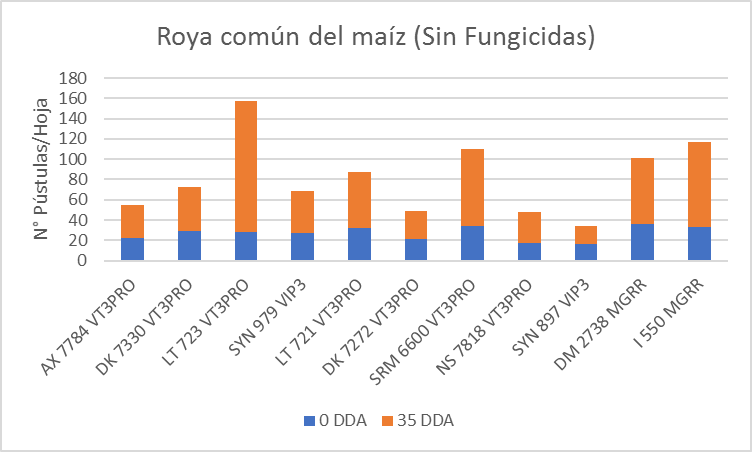 Roya común del maíz (Sin Fungicidas)
N° Pústulas/Hoja
180
160
140
120
100
80
60
40
20
0
AX 7784 VT3PRO
DK 7330 VT3PRO
LT 723 VT3PRO
SYN 979 VIP3
LT 721 VT3PRO
DK 7272 VT3PRO
SRM 6600 VT3PRO
NS 7818 VT3PRO
SYN 897 VIP3
DM 2738 MGRR
I 550 MGRR
0 DDA 35 DDA